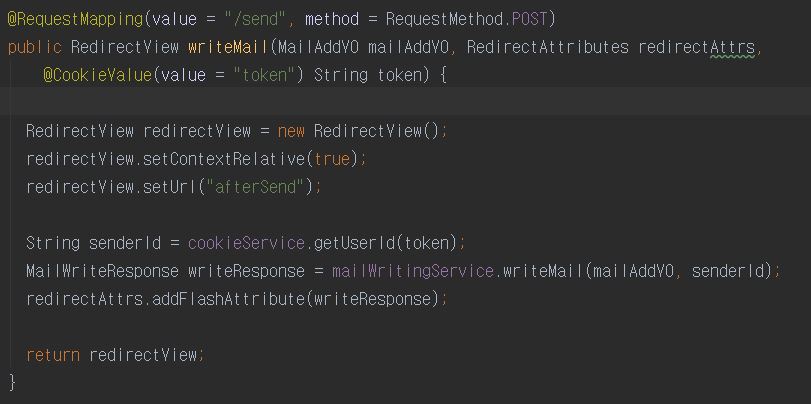 @RequestMapping(value = "/send", method = RequestMethod.POST)
public RedirectView writeMail(MailAddVO mailAddVO, RedirectAttributes redirectAttrs,
@CookieValue(value = "token") String token) {
RedirectView redirectView = new RedirectView();
redirectView.setContextRelative(true);
redirectView.setUrl("afterSend");
String senderId = cookieService.getUserId(token);
MailWriteResponse writeResponse = mailWritingService.writeMail(mailAddVO, senderId);
redirectAttrs.addFlashAttribute(writeResponse);
return redirectView;
}